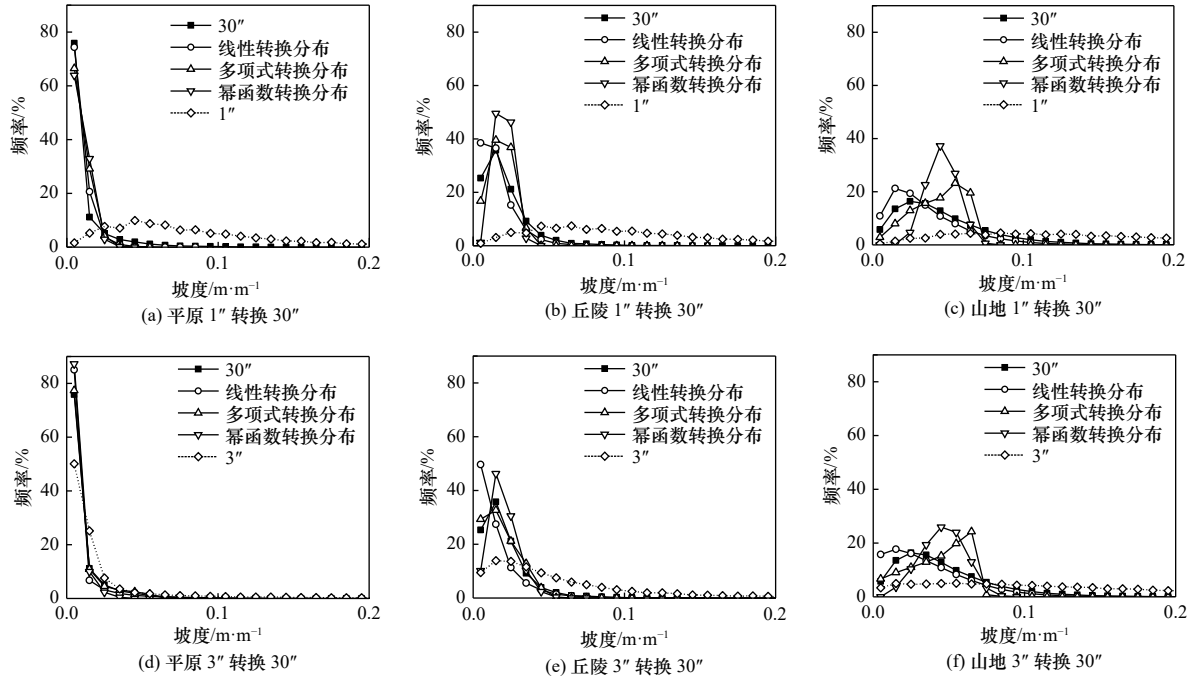 80
60
40
20
0
频率/%
30″
线性转换分布
多项式转换分布
幂函数转换分布
1″
0.0 0.1 0.2
坡度/m·m⁻¹
(a) 平原 1″ 转换 30″
80
60
40
20
0
频率/%
30″
线性转换分布
多项式转换分布
幂函数转换分布
1″
0.0 0.1 0.2
坡度/m·m⁻¹
(b) 丘陵 1″ 转换 30″
80
60
40
20
0
频率/%
30″
线性转换分布
多项式转换分布
幂函数转换分布
1″
0.0 0.1 0.2
坡度/m·m⁻¹
(c) 山地 1″ 转换 30″
80
60
40
20
0
频率/%
30″
线性转换分布
多项式转换分布
幂函数转换分布
3″
0.0 0.1 0.2
坡度/m·m⁻¹
(d) 平原 3″ 转换 30″
80
60
40
20
0
频率/%
30″
线性转换分布
多项式转换分布
幂函数转换分布
3″
0.0 0.1 0.2
坡度/m·m⁻¹
(e) 丘陵 3″ 转换 30″
80
60
40
20
0
频率/%
30″
线性转换分布
多项式转换分布
幂函数转换分布
3″
0.0 0.1 0.2
坡度/m·m⁻¹
(f) 山地 3″ 转换 30″